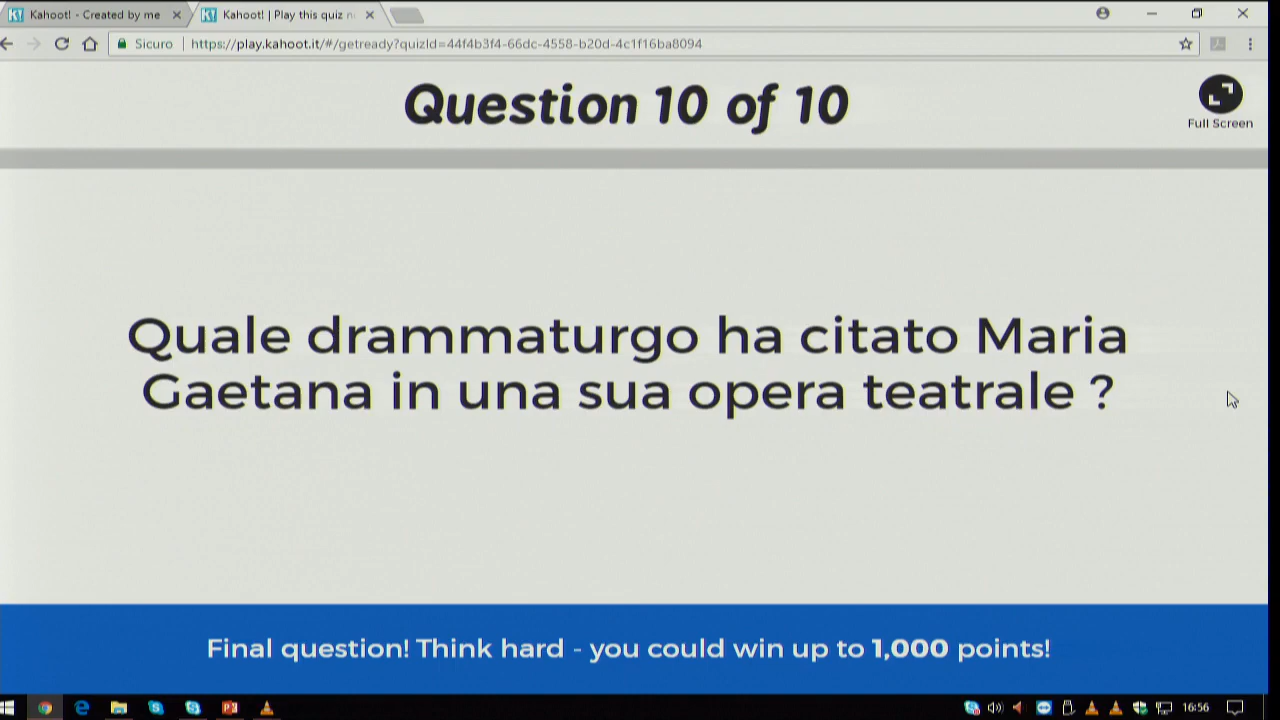 Kahoot! - Created by me
Kahoot! | Play this quiz n
Sicuro
https://play.kahoot.it/#/getready?quizId=44f4b3f4-66dc-4558-b20d-4c1f16ba8094
Question 10 of 10
Full Screen
Quale drammaturgo ha citato Maria
Gaetana in una sua opera teatrale ?
Final question! Think hard - you could win up to 1,000 points!
16:56